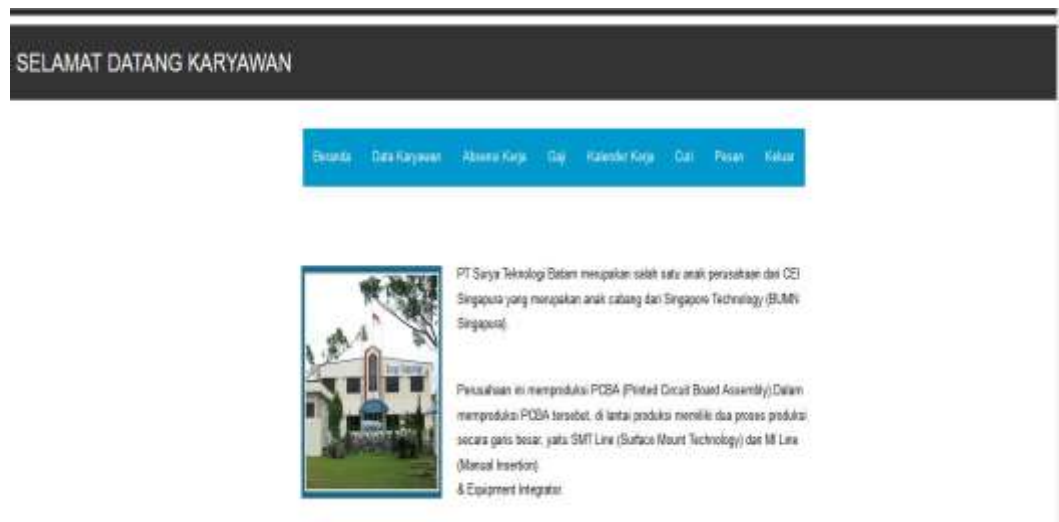 SELAMAT DATANG KARYAWAN
Beranda Data Karyawan Absensi Kerja Gaji Kalender Kerja Cuti Pesan Keluar
PT Surya Teknologi Batam merupakan salah satu anak perusahaan dari CEI
Singapura yang merupakan anak cabang dari Singapore Technology (BUMN
Singapura).
Perusahaan ini memproduksi PCBA (Printed Circuit Board Assembly).Dalam
memproduksi PCBA tersebut, di lantai produksi memiliki dua proses produksi
secara garis besar, yaitu SMT Line (Surface Mount Technology) dan MI Line
(Manual Insertion)
& Equipment Integrator.